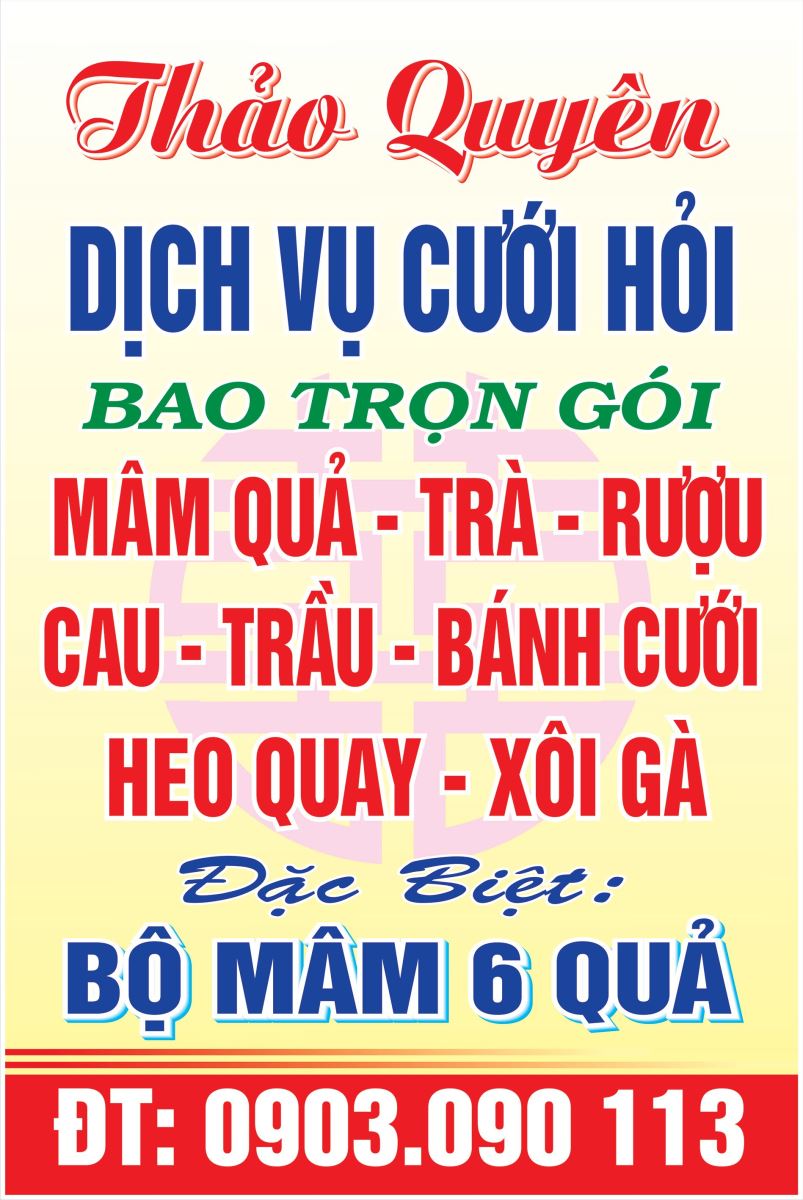 Thảo Quyên
DỊCH VỤ CƯỚI HỎI
BAO TRỌN GÓI
MÂM QUẢ - TRÀ - RƯỢU
CAU - TRẦU - BÁNH CƯỚI
HEO QUAY - XÔI GÀ
Đặc Biệt:
BỘ MÂM 6 QUẢ
ĐT: 0903.090 113